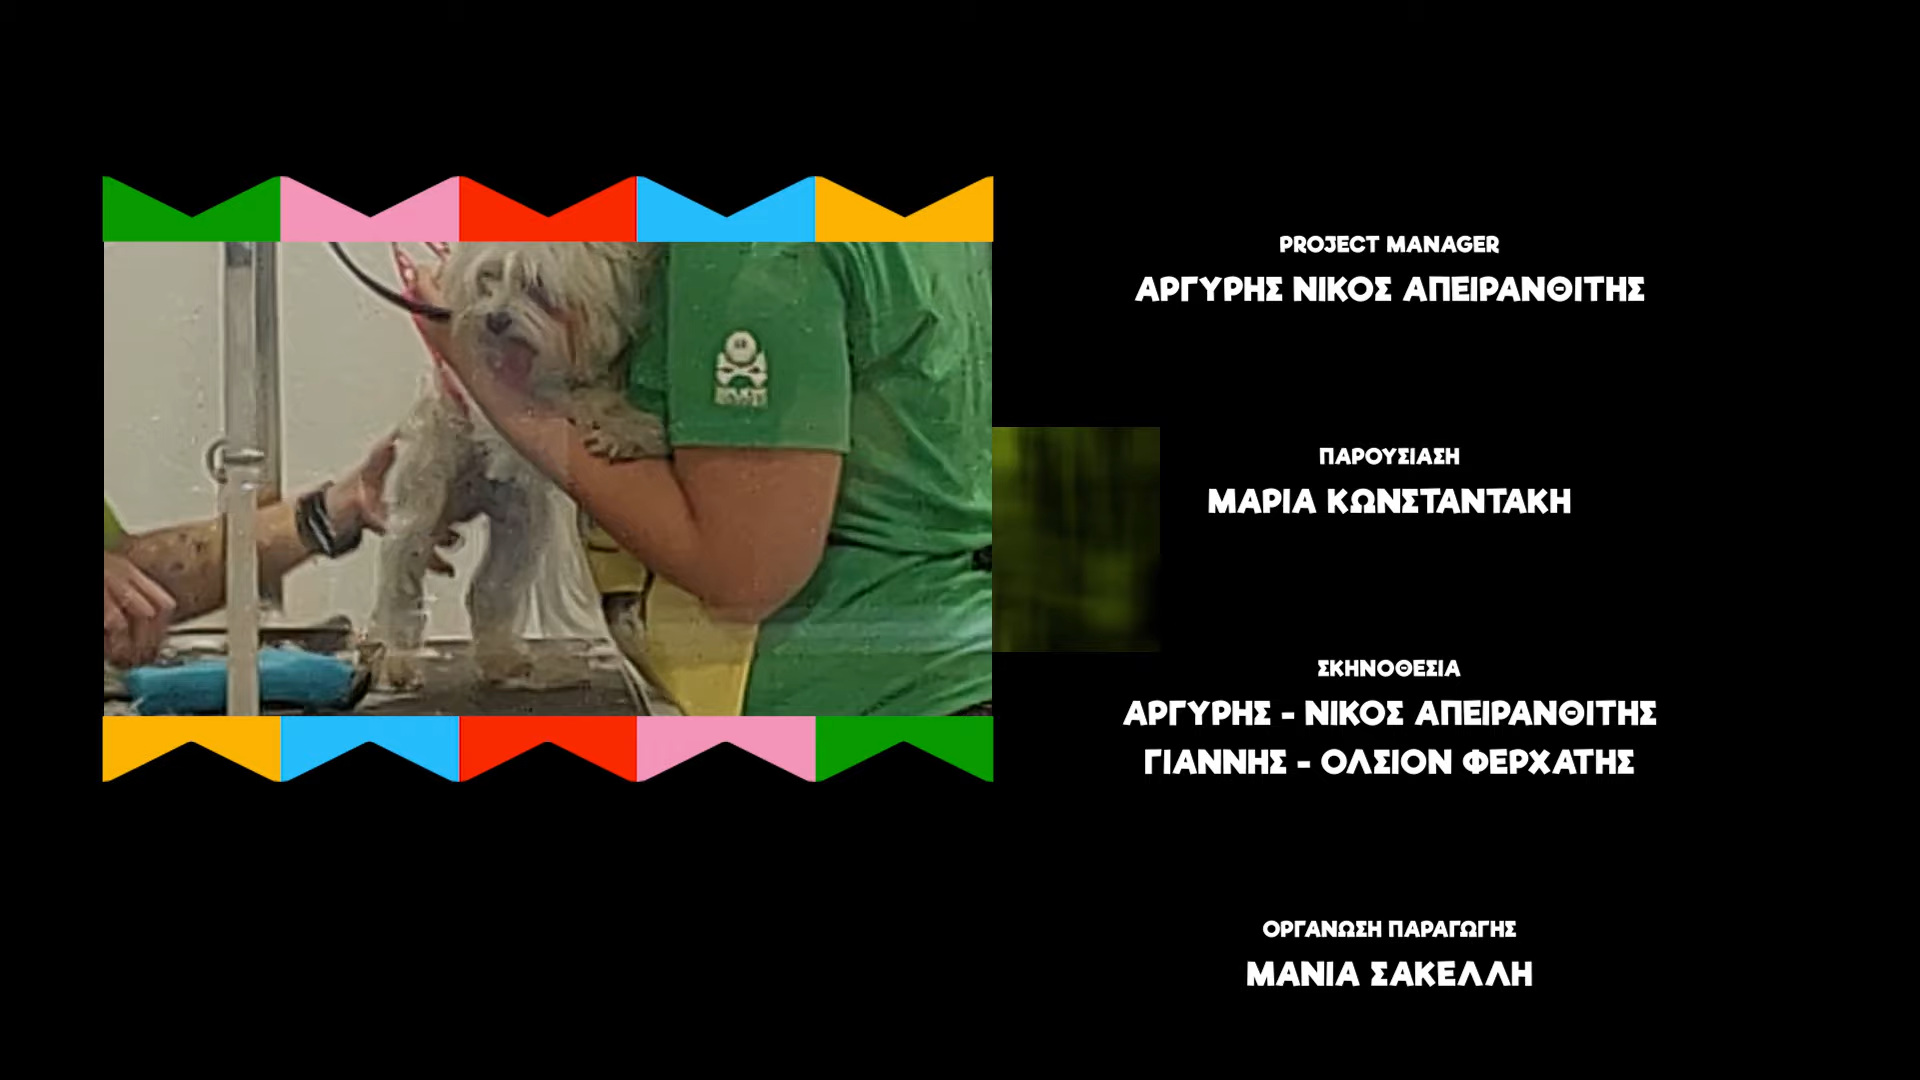 PROJECT MANAGER
ΑΡΓΥΡΗΣ ΝΙΚΟΣ ΑΠΕΙΡΑΝΘΙΤΗΣ
ΠΑΡΟΥΣΙΑΣΗ
ΜΑΡΙΑ ΚΩΝΣΤΑΝΤΑΚΗ
ΣΚΗΝΟΘΕΣΙΑ
ΑΡΓΥΡΗΣ - ΝΙΚΟΣ ΑΠΕΙΡΑΝΘΙΤΗΣ
ΓΙΑΝΝΗΣ - ΟΛΣΙΟΝ ΦΕΡΧΑΤΗΣ
ΟΡΓΑΝΩΣΗ ΠΑΡΑΓΩΓΗΣ
ΜΑΝΙΑ ΣΑΚΕΛΛΗ